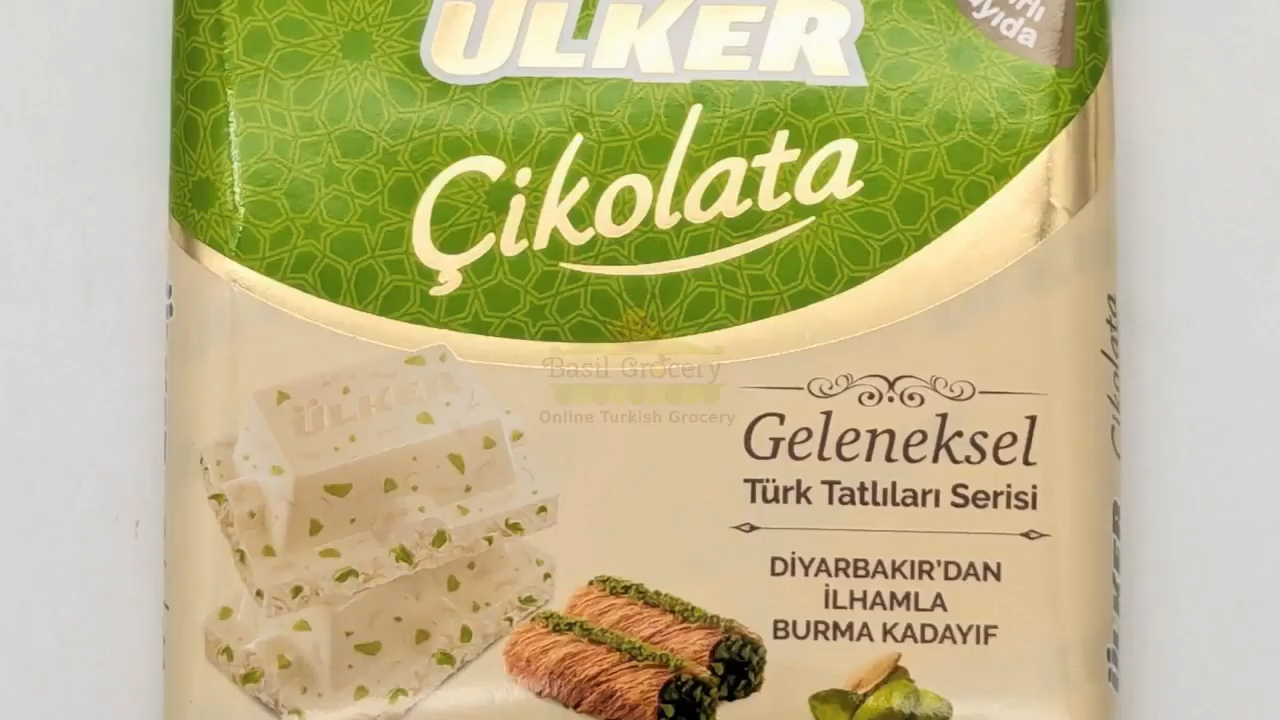 ÜLKER
Çikolata
Basil Grocery
Online Turkish Grocery
ÜLKER
Geleneksel
Türk Tatlıları Serisi
DİYARBAKIR'DAN
İLHAMLA
BURMA KADAYIF
ÜLKER Çikolata